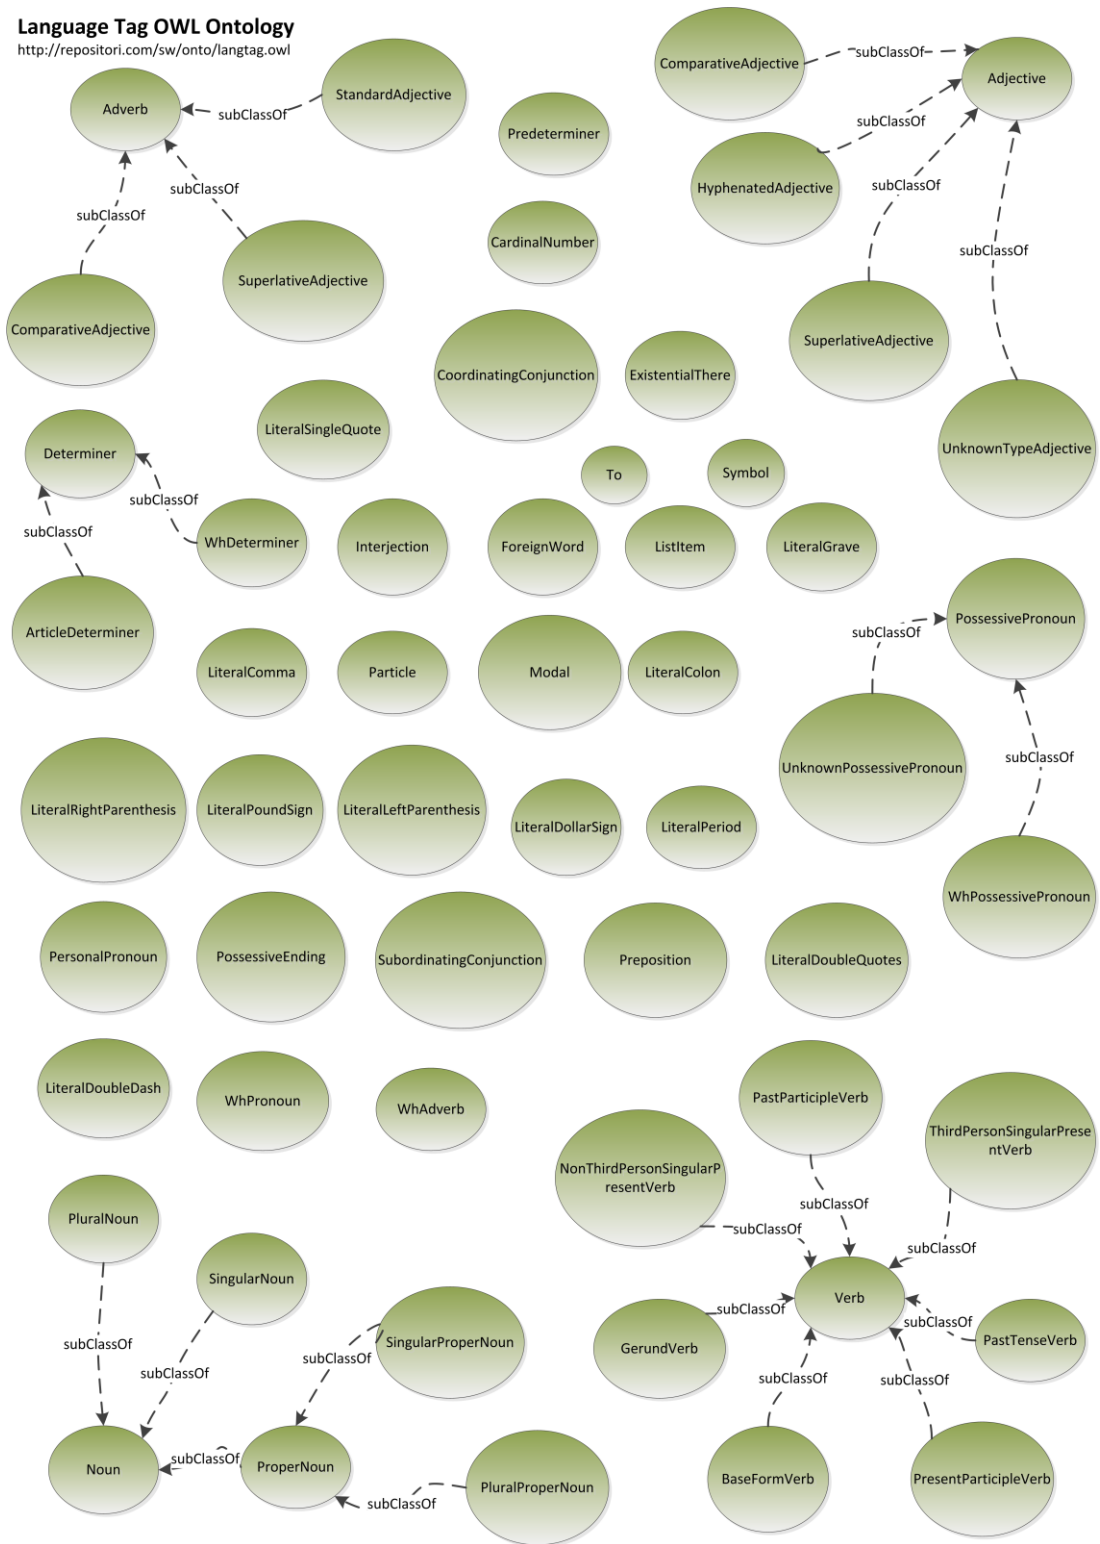 Language Tag OWL Ontology
http://repositori.com/sw/onto/langtag.owl
Adverb
subClassOf
StandardAdjective
ComparativeAdjective
subClassOf
Adjective
Predeterminer
subClassOf
HyphenatedAdjective
subClassOf
subClassOf
subClassOf
CardinalNumber
subClassOf
SuperlativeAdjective
ComparativeAdjective
SuperlativeAdjective
CoordinatingConjunction
ExistentialThere
LiteralSingleQuote
UnknownTypeAdjective
Determiner
subClassOf
To
Symbol
subClassOf
WhDeterminer
Interjection
ForeignWord
ListItem
LiteralGrave
ArticleDeterminer
subClassOf
PossessivePronoun
LiteralComma
Particle
Modal
LiteralColon
subClassOf
UnknownPossessivePronoun
LiteralRightParenthesis
LiteralPoundSign
LiteralLeftParenthesis
LiteralDollarSign
LiteralPeriod
WhPossessivePronoun
PersonalPronoun
PossessiveEnding
SubordinatingConjunction
Preposition
LiteralDoubleQuotes
LiteralDoubleDash
WhPronoun
WhAdverb
PastParticipleVerb
ThirdPersonSingularPrese
ntVerb
NonThirdPersonSingularP
resentVerb
subClassOf
subClassOf
subClassOf
PluralNoun
SingularNoun
Verb
subClassOf
subClassOf
GerundVerb
PastTenseVerb
subClassOf
SingularProperNoun
subClassOf
subClassOf
subClassOf
subClassOf
Noun
subClassOf
ProperNoun
subClassOf
PluralProperNoun
BaseFormVerb
PresentParticipleVerb